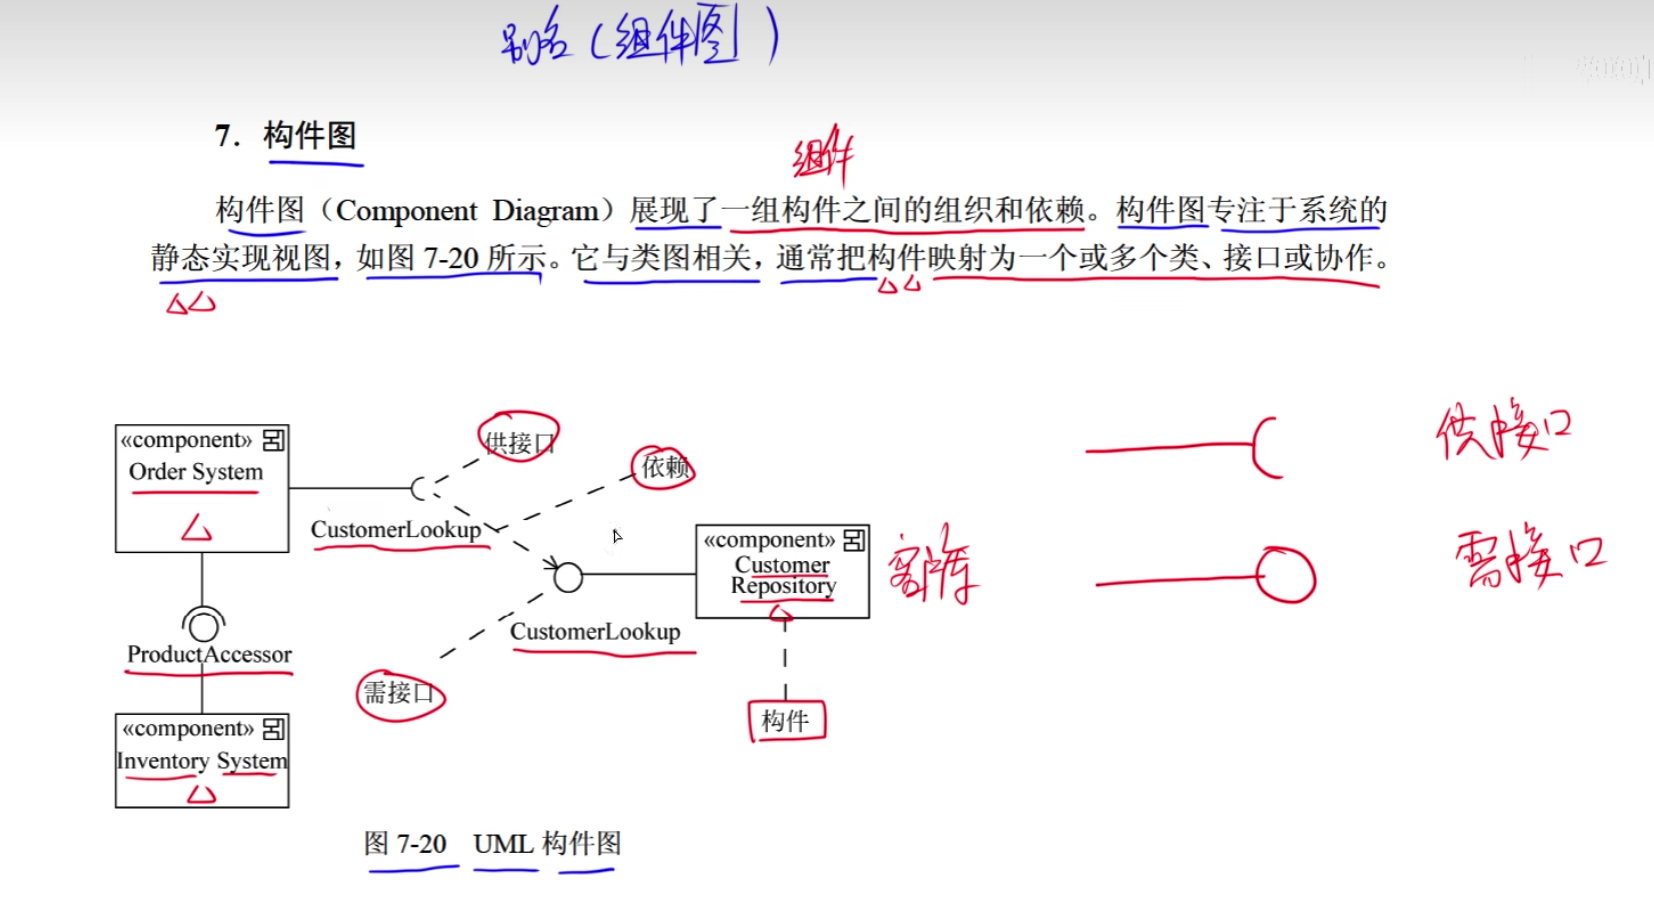 别名(组件图)
7. 构件图
组件
构件图(Component Diagram)展现了一组构件之间的组织和依赖。构件图专注于系统的
静态实现视图,如图 7-20 所示。它与类图相关,通常把构件映射为一个或多个类、接口或协作。
«component»
Order System
供接口
依赖
CustomerLookup
«component»
Customer
Repository
客户库
供接口
需接口
ProductAccessor
CustomerLookup
需接口
构件
«component»
Inventory System
图 7-20 UML 构件图